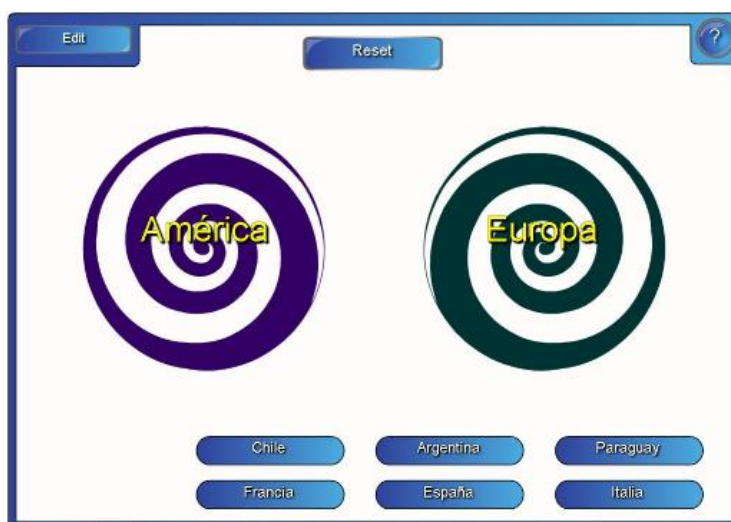 Edit
Reset
?
América
Europa
Chile
Argentina
Paraguay
Francia
España
Italia